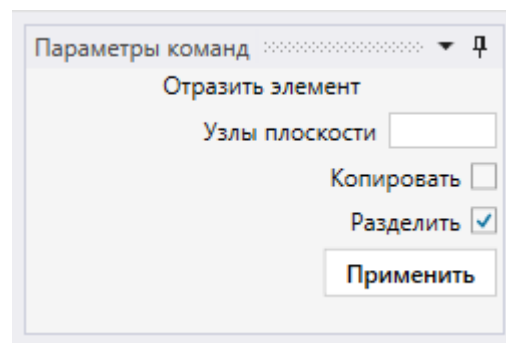 Параметры команд
Отразить элемент
Узлы плоскости
Копировать
Разделить
Применить